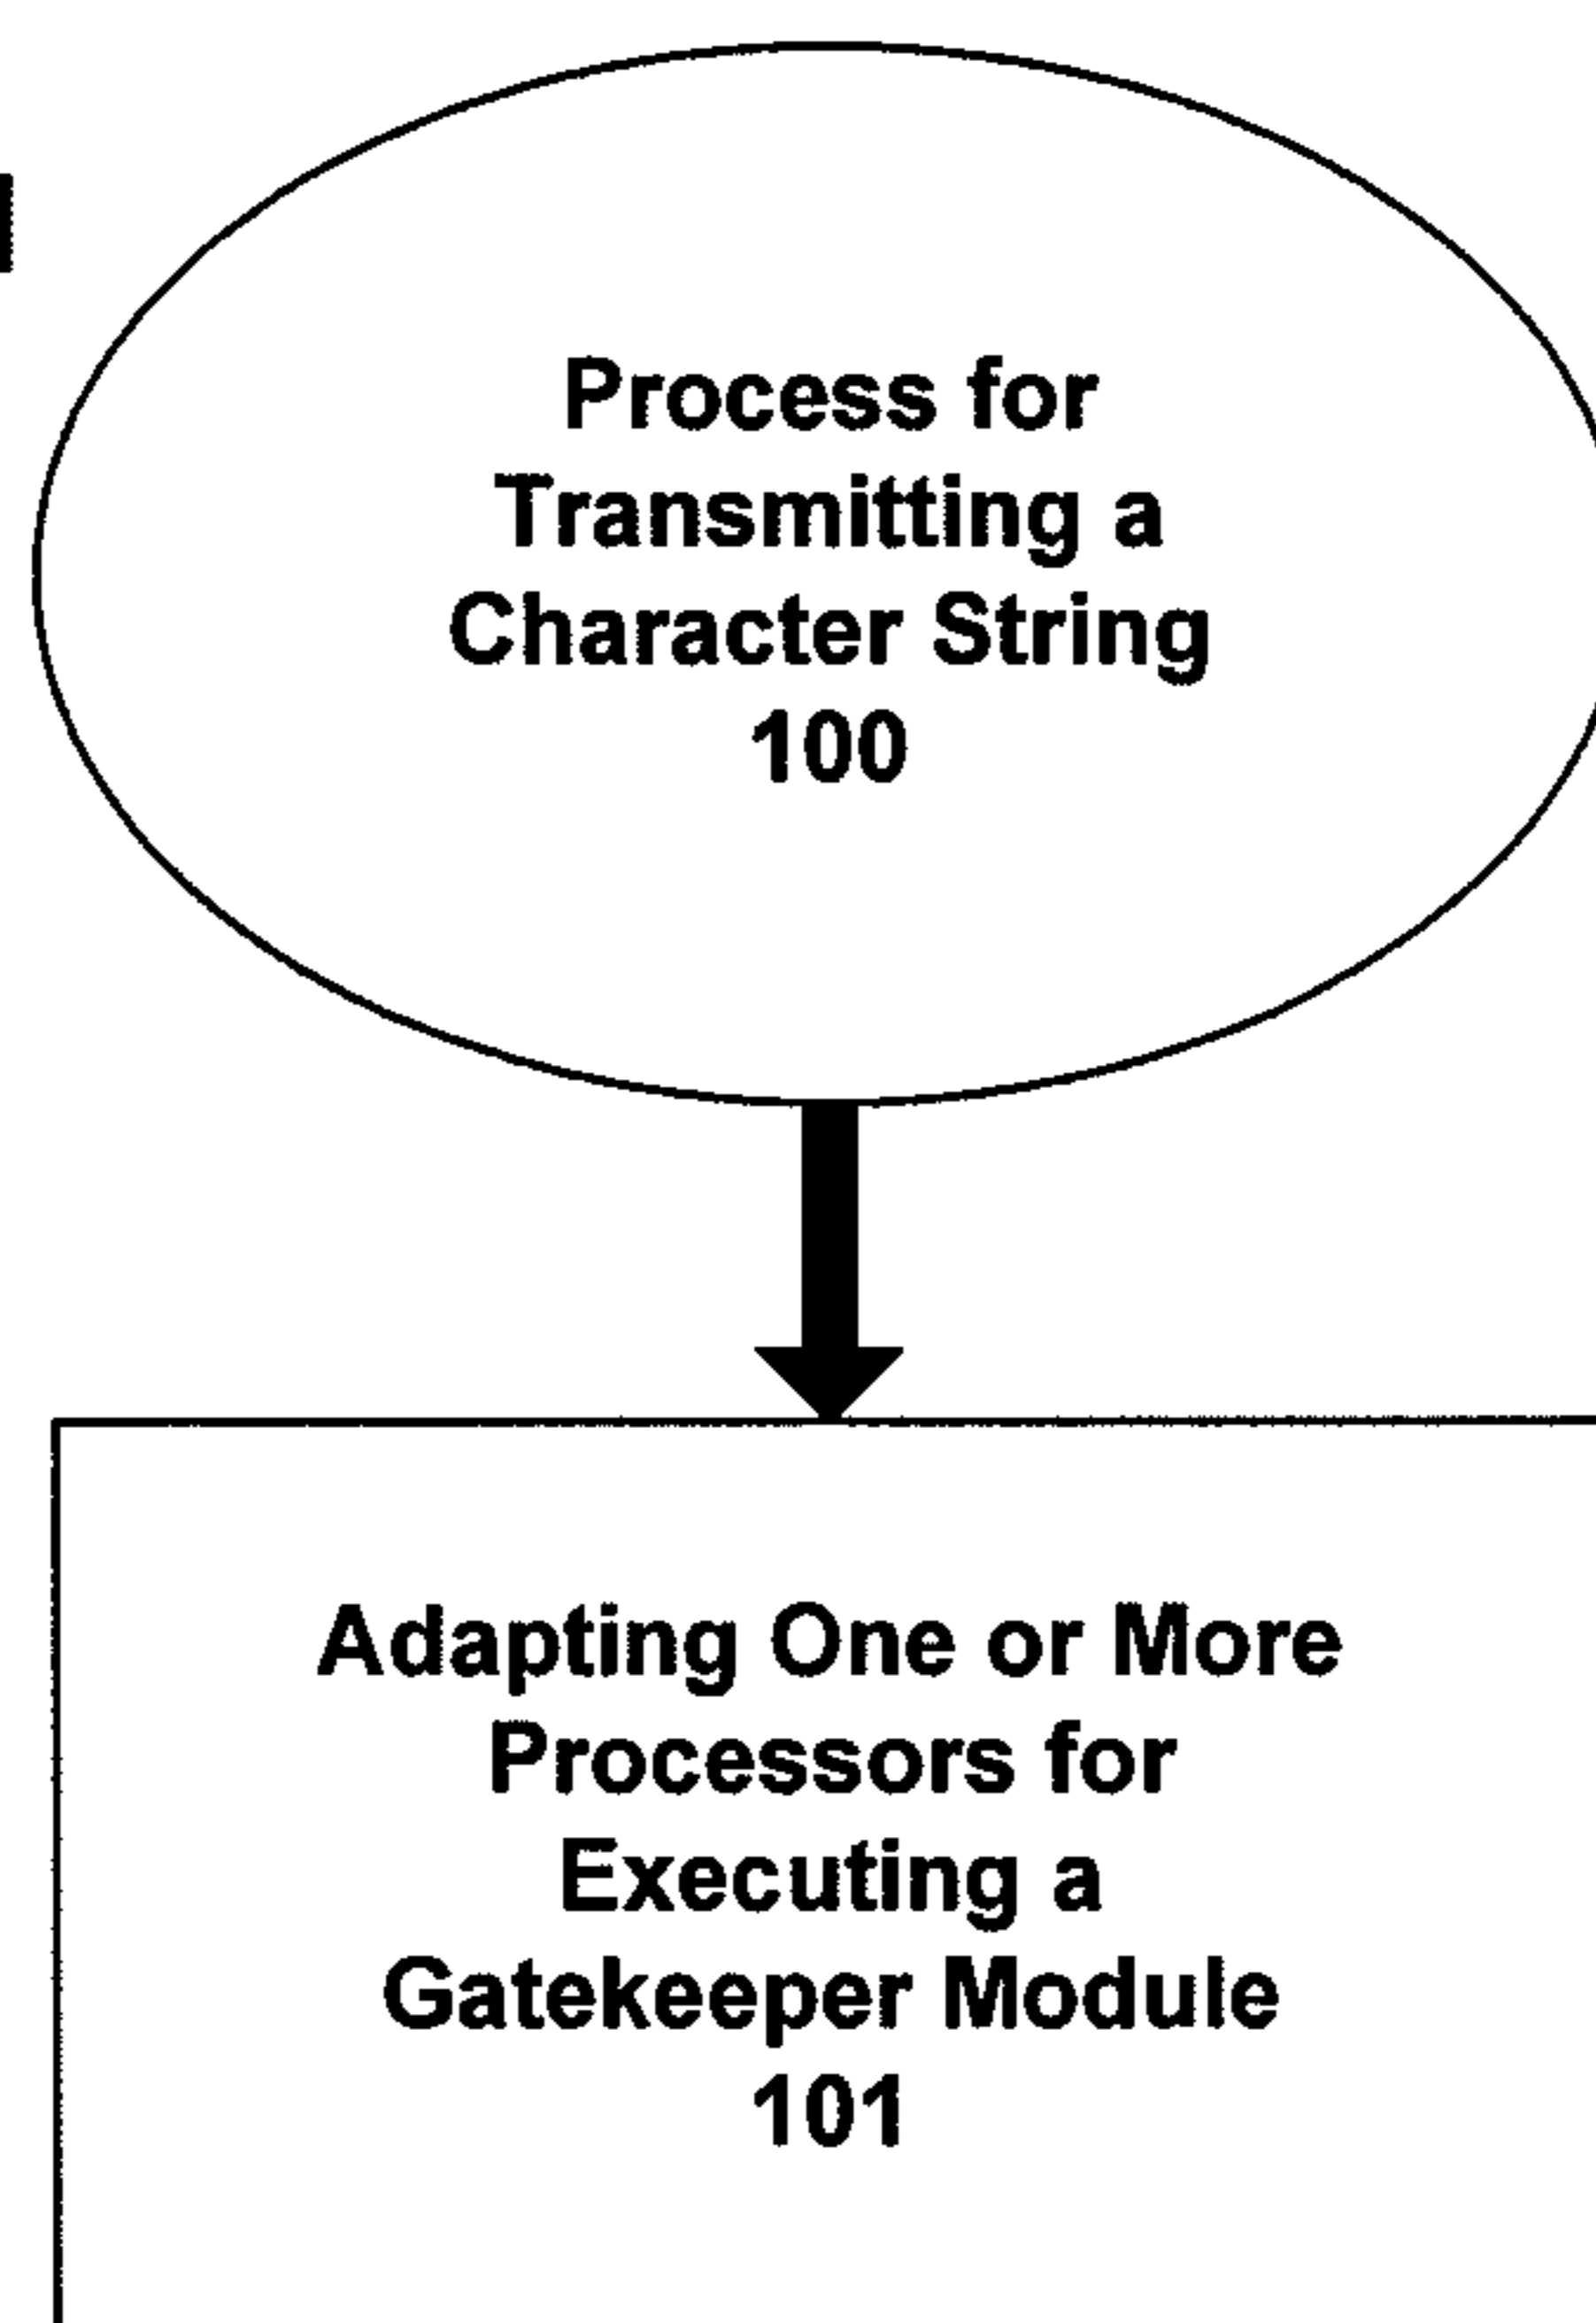 Process for
Transmitting a
Character String
100
Adapting One or More
Processors for
Executing a
Gatekeeper Module
101